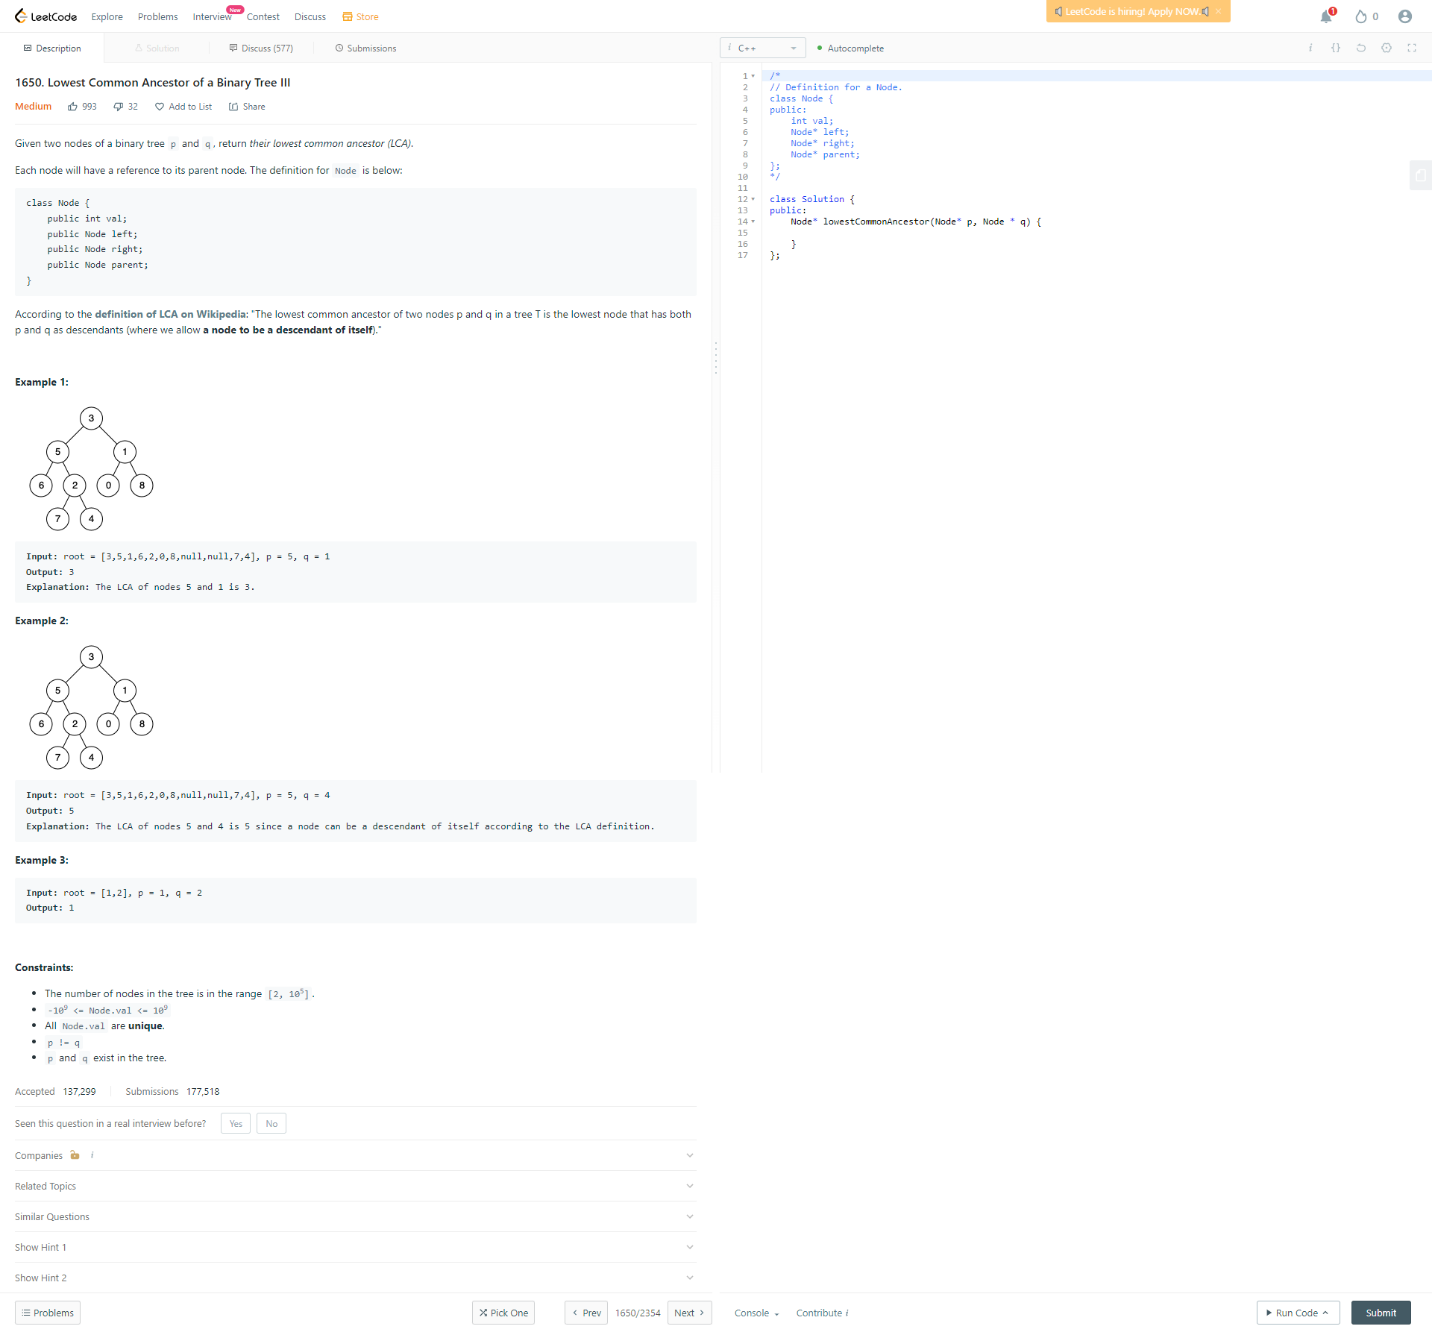 LeetCode Explore Problems Interview New Contest Discuss Store LeetCode is hiring! Apply NOW. × 1 0
Description Solution Discuss (577) Submissions
i C++ Autocomplete i {}
1650. Lowest Common Ancestor of a Binary Tree III
Medium 993 32 Add to List Share
Given two nodes of a binary tree p and q, return their lowest common ancestor (LCA).
Each node will have a reference to its parent node. The definition for Node is below:
class Node {
    public int val;
    public Node left;
    public Node right;
    public Node parent;
}
According to the definition of LCA on Wikipedia: "The lowest common ancestor of two nodes p and q in a tree T is the lowest node that has both
p and q as descendants (where we allow a node to be a descendant of itself)."
Example 1:
3
5 1
6 2 0 8
7 4
Input: root = [3,5,1,6,2,0,8,null,null,7,4], p = 5, q = 1
Output: 3
Explanation: The LCA of nodes 5 and 1 is 3.
Example 2:
3
5 1
6 2 0 8
7 4
Input: root = [3,5,1,6,2,0,8,null,null,7,4], p = 5, q = 4
Output: 5
Explanation: The LCA of nodes 5 and 4 is 5 since a node can be a descendant of itself according to the LCA definition.
Example 3:
Input: root = [1,2], p = 1, q = 2
Output: 1
Constraints:
• The number of nodes in the tree is in the range [2, 10⁵].
• -10⁹ <= Node.val <= 10⁹
• All Node.val are unique.
• p != q
• p and q exist in the tree.
Accepted 137,299 Submissions 177,518
Seen this question in a real interview before? Yes No
Companies i
Related Topics
Similar Questions
Show Hint 1
Show Hint 2
Problems Pick One Prev 1650/2354 Next
1 /*
2 // Definition for a Node.
3 class Node {
4 public:
5     int val;
6     Node* left;
7     Node* right;
8     Node* parent;
9 };
10 */
11
12 class Solution {
13 public:
14     Node* lowestCommonAncestor(Node* p, Node * q) {
15
16     }
17 };
Console Contribute i Run Code Submit